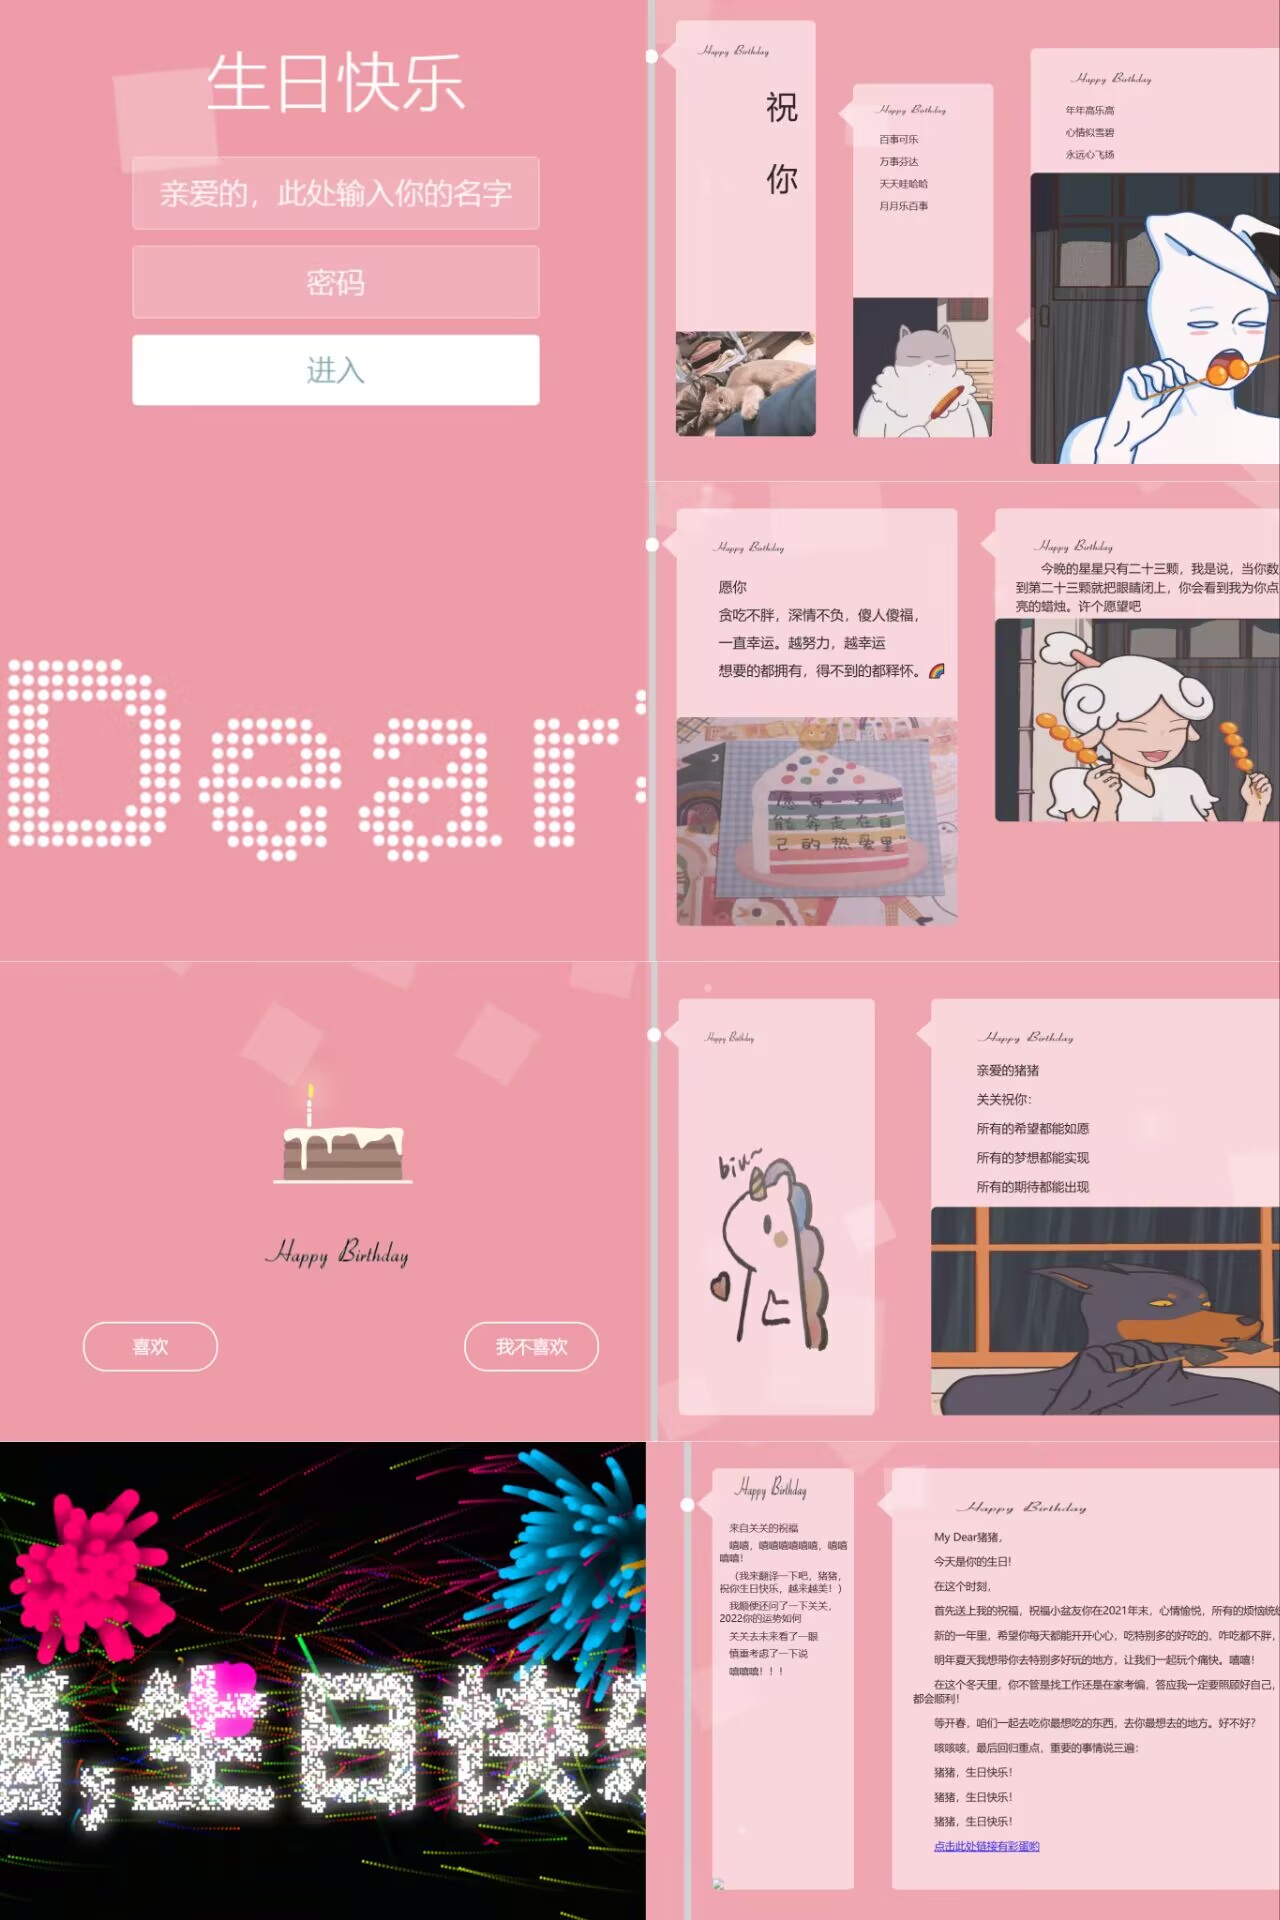 生日快乐
亲爱的，此处输入你的名字
密码
进入
Dear
Happy Birthday
喜欢
我不喜欢
,生日快
Happy Birthday
祝
你
Happy Birthday
百事可乐
万事芬达
天天哇哈哈
月月乐百事
Happy Birthday
年年高乐高
心情似雪碧
永远心飞扬
Happy Birthday
愿你
贪吃不胖，深情不负，傻人傻福，
一直幸运。越努力，越幸运
想要的都拥有，得不到的都释怀。🌈
愿每一岁都
能奔走在自
己的热爱里"
Happy Birthday
今晚的星星只有二十三颗，我是说，当你数
到第二十三颗就把眼睛闭上，你会看到我为你点
亮的蜡烛。许个愿望吧
Happy Birthday
biu~
Happy Birthday
亲爱的猪猪
关关祝你：
所有的希望都能如愿
所有的梦想都能实现
所有的期待都能出现
Happy Birthday
来自关关的祝福
嘻嘻，嘻嘻嘻嘻嘻嘻，嘻嘻
嘻嘻！
（我来翻译一下吧，猪猪，
祝你生日快乐，越来越美！）
我顺便还问了一下关关，
2022你的运势如何
关关去未来看了一眼
慎重考虑了一下说
嘻嘻嘻！！！
Happy Birthday
My Dear猪猪，
今天是你的生日!
在这个时刻，
首先送上我的祝福，祝福小盆友你在2021年末，心情愉悦，所有的烦恼统
新的一年里，希望你每天都能开开心心，吃特别多的好吃的，咋吃都不胖，
明年夏天我想带你去特别多好玩的地方，让我们一起玩个痛快。嘻嘻！
在这个冬天里，你不管是找工作还是在家考编，答应我一定要照顾好自己，
都会顺利！
等开春，咱们一起去吃你最想吃的东西，去你最想去的地方。好不好？
咳咳咳，最后回归重点，重要的事情说三遍：
猪猪，生日快乐！
猪猪，生日快乐！
猪猪，生日快乐！
点击此处链接有彩蛋哟